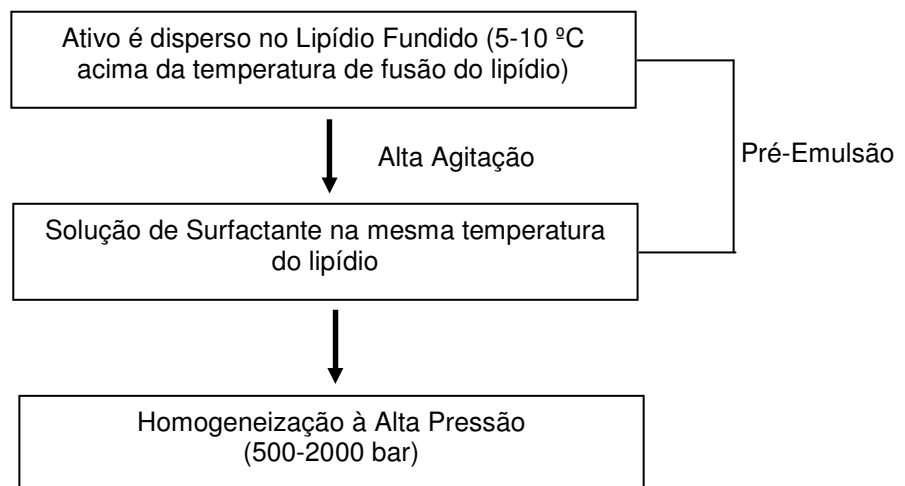 Ativo é disperso no Lipídio Fundido (5-10 ºC
acima da temperatura de fusão do lipídio)
Alta Agitação
Pré-Emulsão
Solução de Surfactante na mesma temperatura
do lipídio
Homogeneização à Alta Pressão
(500-2000 bar)